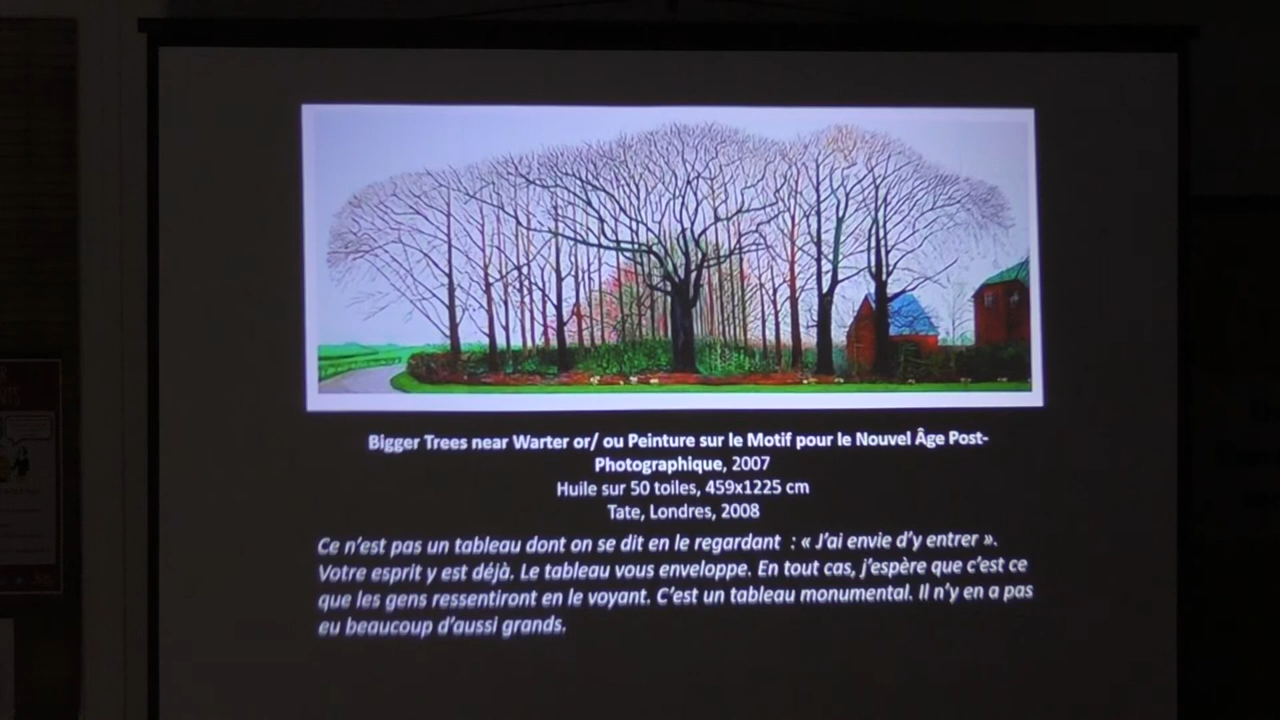 Bigger Trees near Warter or/ ou Peinture sur le Motif pour le Nouvel Âge Post-
Photographique, 2007
Huile sur 50 toiles, 459x1225 cm
Tate, Londres, 2008
Ce n’est pas un tableau dont on se dit en le regardant  : « J’ai envie d’y entrer ».
Votre esprit y est déjà. Le tableau vous enveloppe. En tout cas, j’espère que c’est ce
que les gens ressentiront en le voyant. C’est un tableau monumental. Il n’y en a pas
eu beaucoup d’aussi grands.